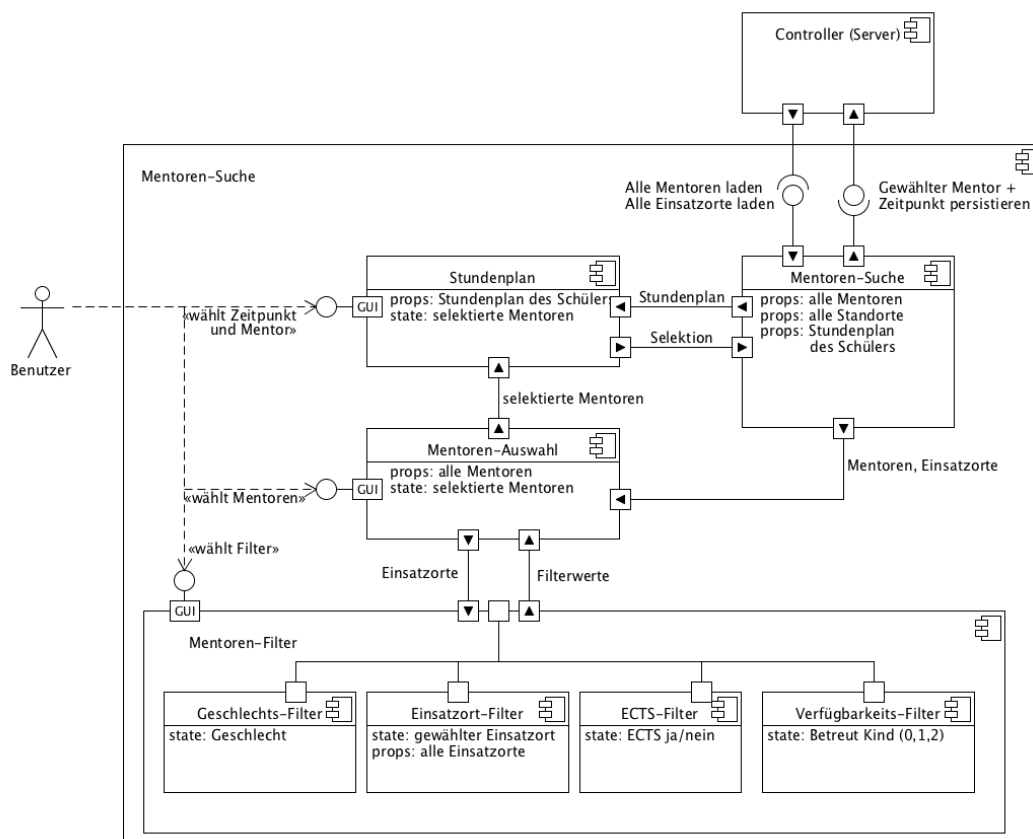 Controller (Server)
Mentoren-Suche
Alle Mentoren laden
Alle Einsatzorte laden
Gewählter Mentor +
Zeitpunkt persistieren
Stundenplan
props: Stundenplan des Schülers
state: selektierte Mentoren
GUI
Stundenplan
Selektion
Mentoren-Suche
props: alle Mentoren
props: alle Standorte
props: Stundenplan
des Schülers
«wählt Zeitpunkt
und Mentor»
Benutzer
selektierte Mentoren
Mentoren-Auswahl
props: alle Mentoren
state: selektierte Mentoren
GUI
Mentoren, Einsatzorte
«wählt Mentoren»
«wählt Filter»
Einsatzorte
Filterwerte
GUI
Mentoren-Filter
Geschlechts-Filter
state: Geschlecht
Einsatzort-Filter
state: gewählter Einsatzort
props: alle Einsatzorte
ECTS-Filter
state: ECTS ja/nein
Verfügbarkeits-Filter
state: Betreut Kind (0,1,2)